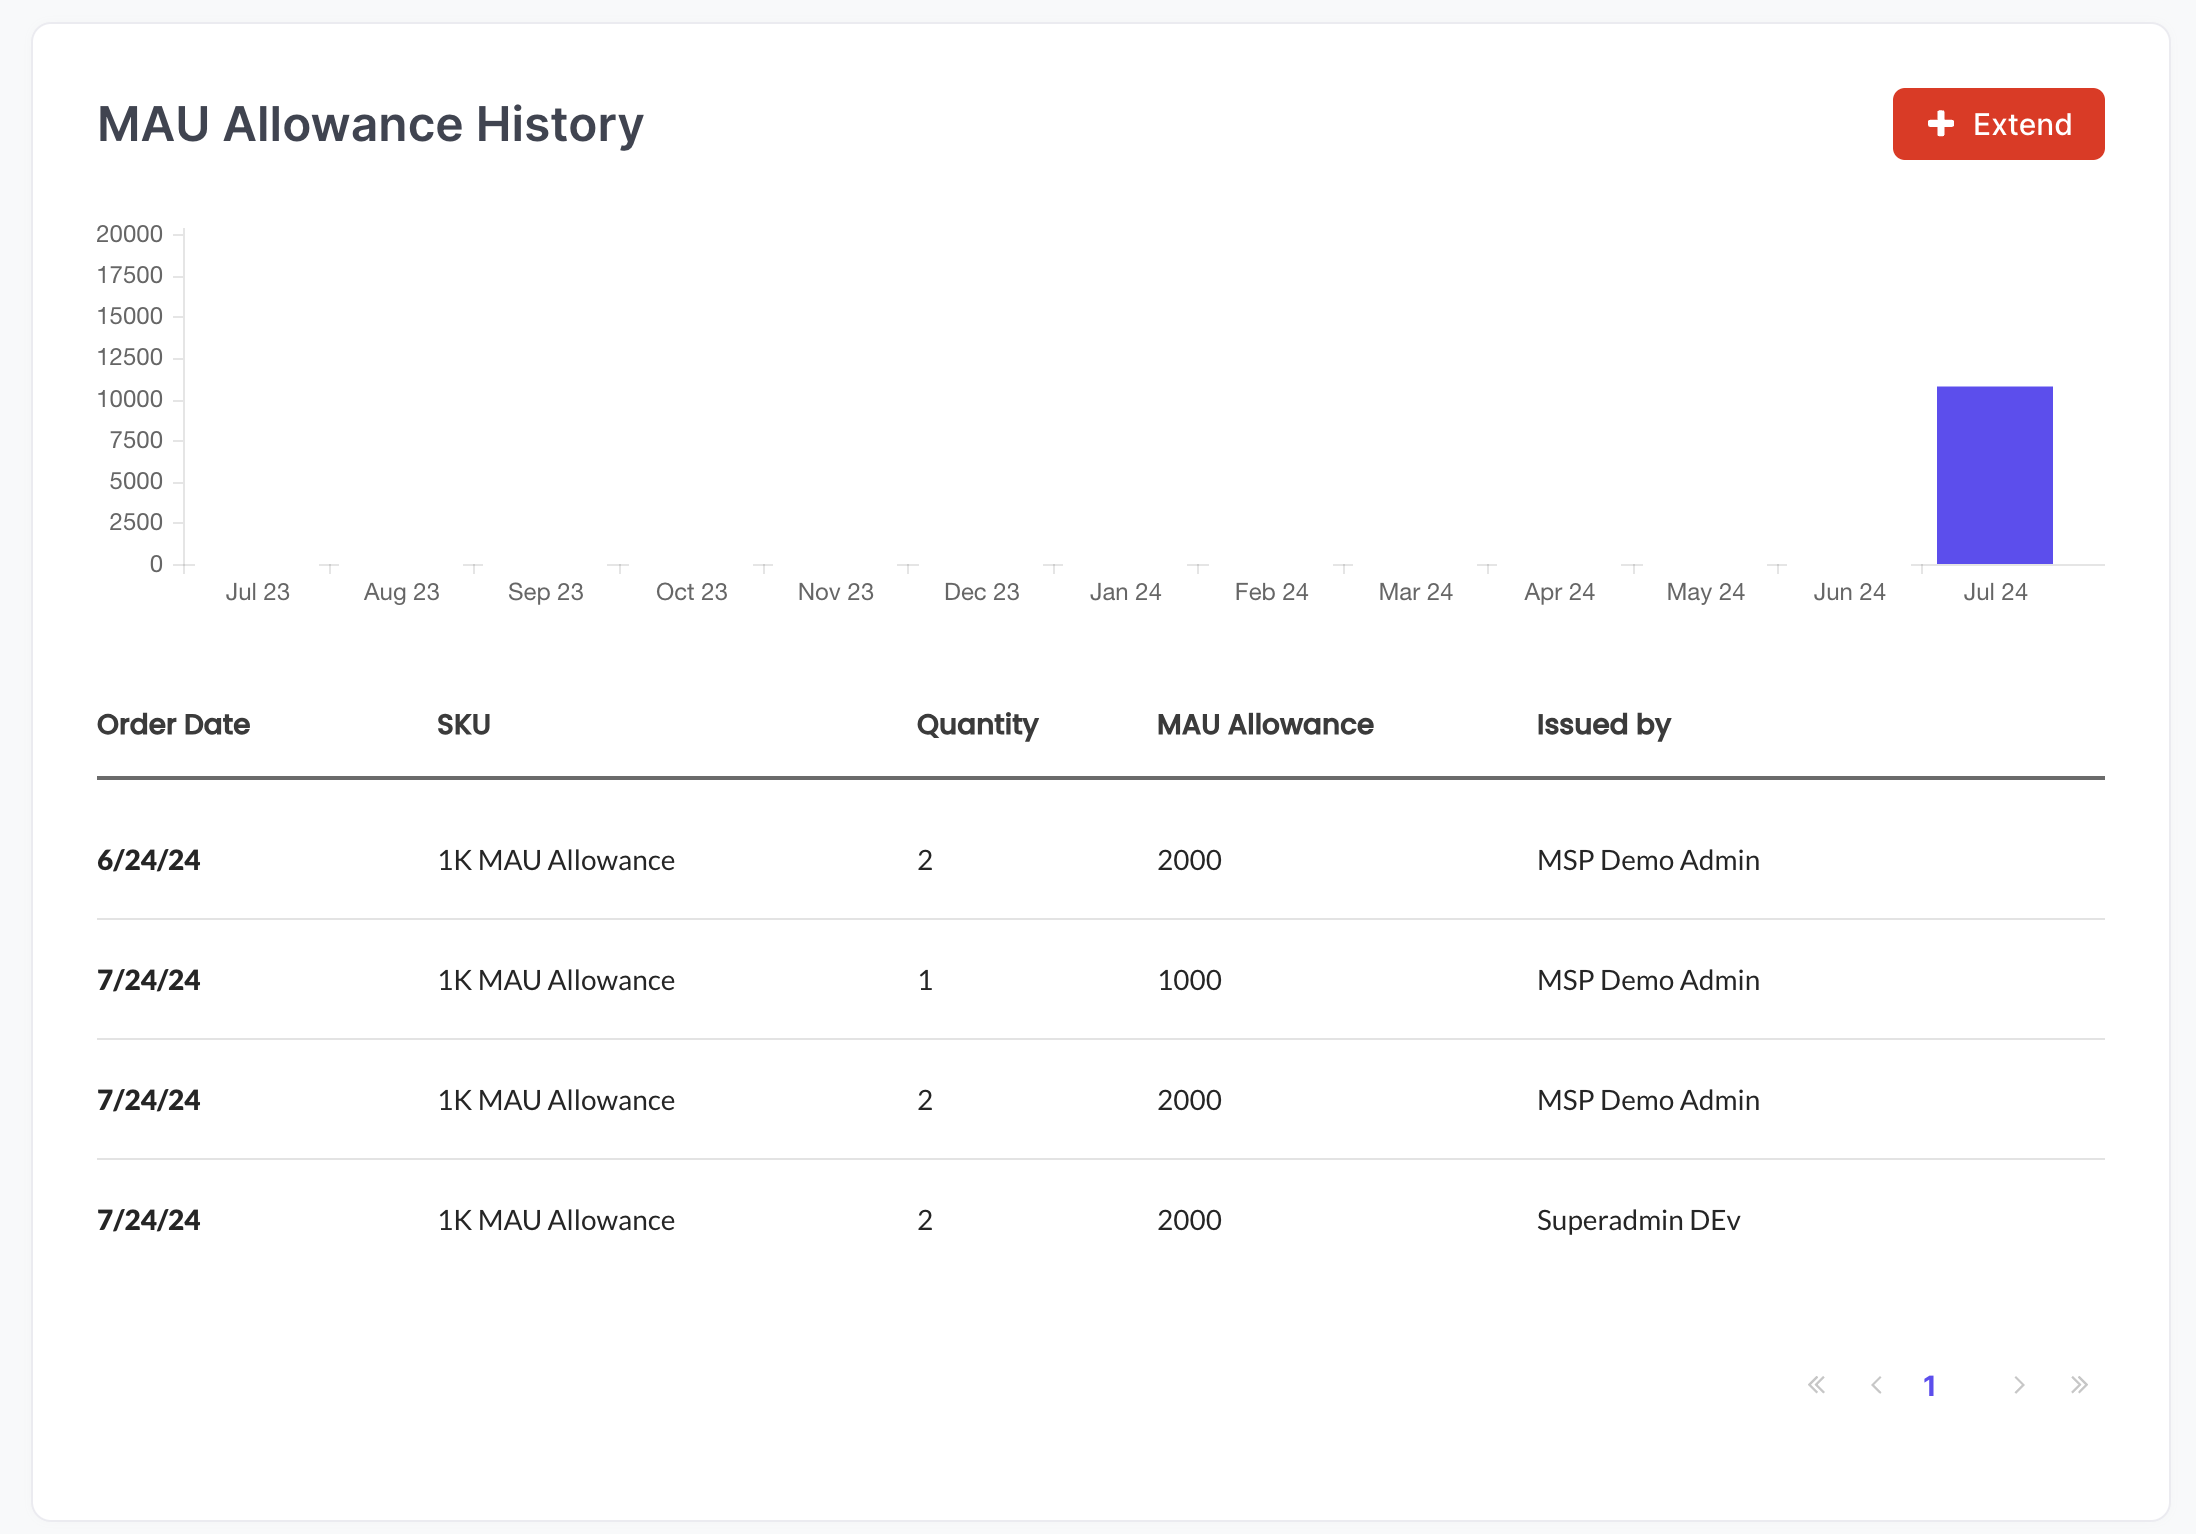 MAU Allowance History
Extend
20000
17500
15000
12500
10000
7500
5000
2500
0
Jul 23 Aug 23 Sep 23 Oct 23 Nov 23 Dec 23 Jan 24 Feb 24 Mar 24 Apr 24 May 24 Jun 24 Jul 24
Order Date SKU Quantity MAU Allowance Issued by
6/24/24 1K MAU Allowance 2 2000 MSP Demo Admin
7/24/24 1K MAU Allowance 1 1000 MSP Demo Admin
7/24/24 1K MAU Allowance 2 2000 MSP Demo Admin
7/24/24 1K MAU Allowance 2 2000 Superadmin DEv
1